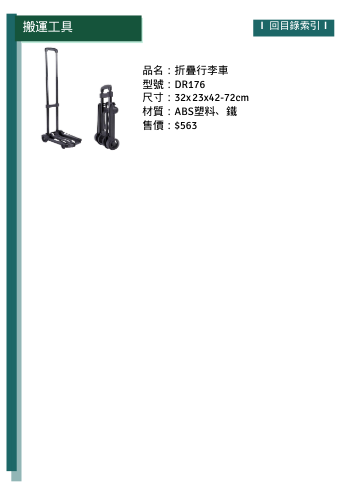 搬運工具
回目錄索引
品名：折疊行李車
型號：DR176
尺寸：32x23x42-72cm
材質：ABS塑料、鐵
售價：$563